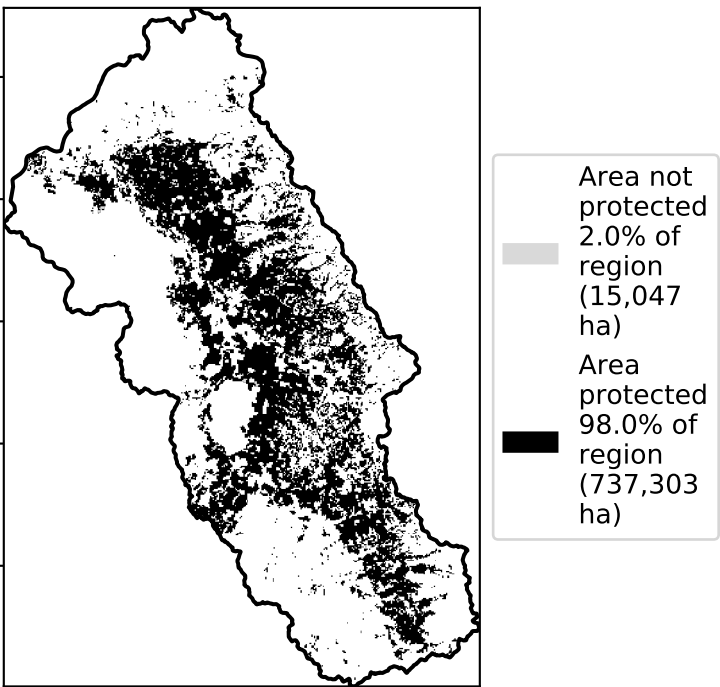 Area not
protected
2.0% of
region
(15,047
ha)
Area
protected
98.0% of
region
(737,303
ha)